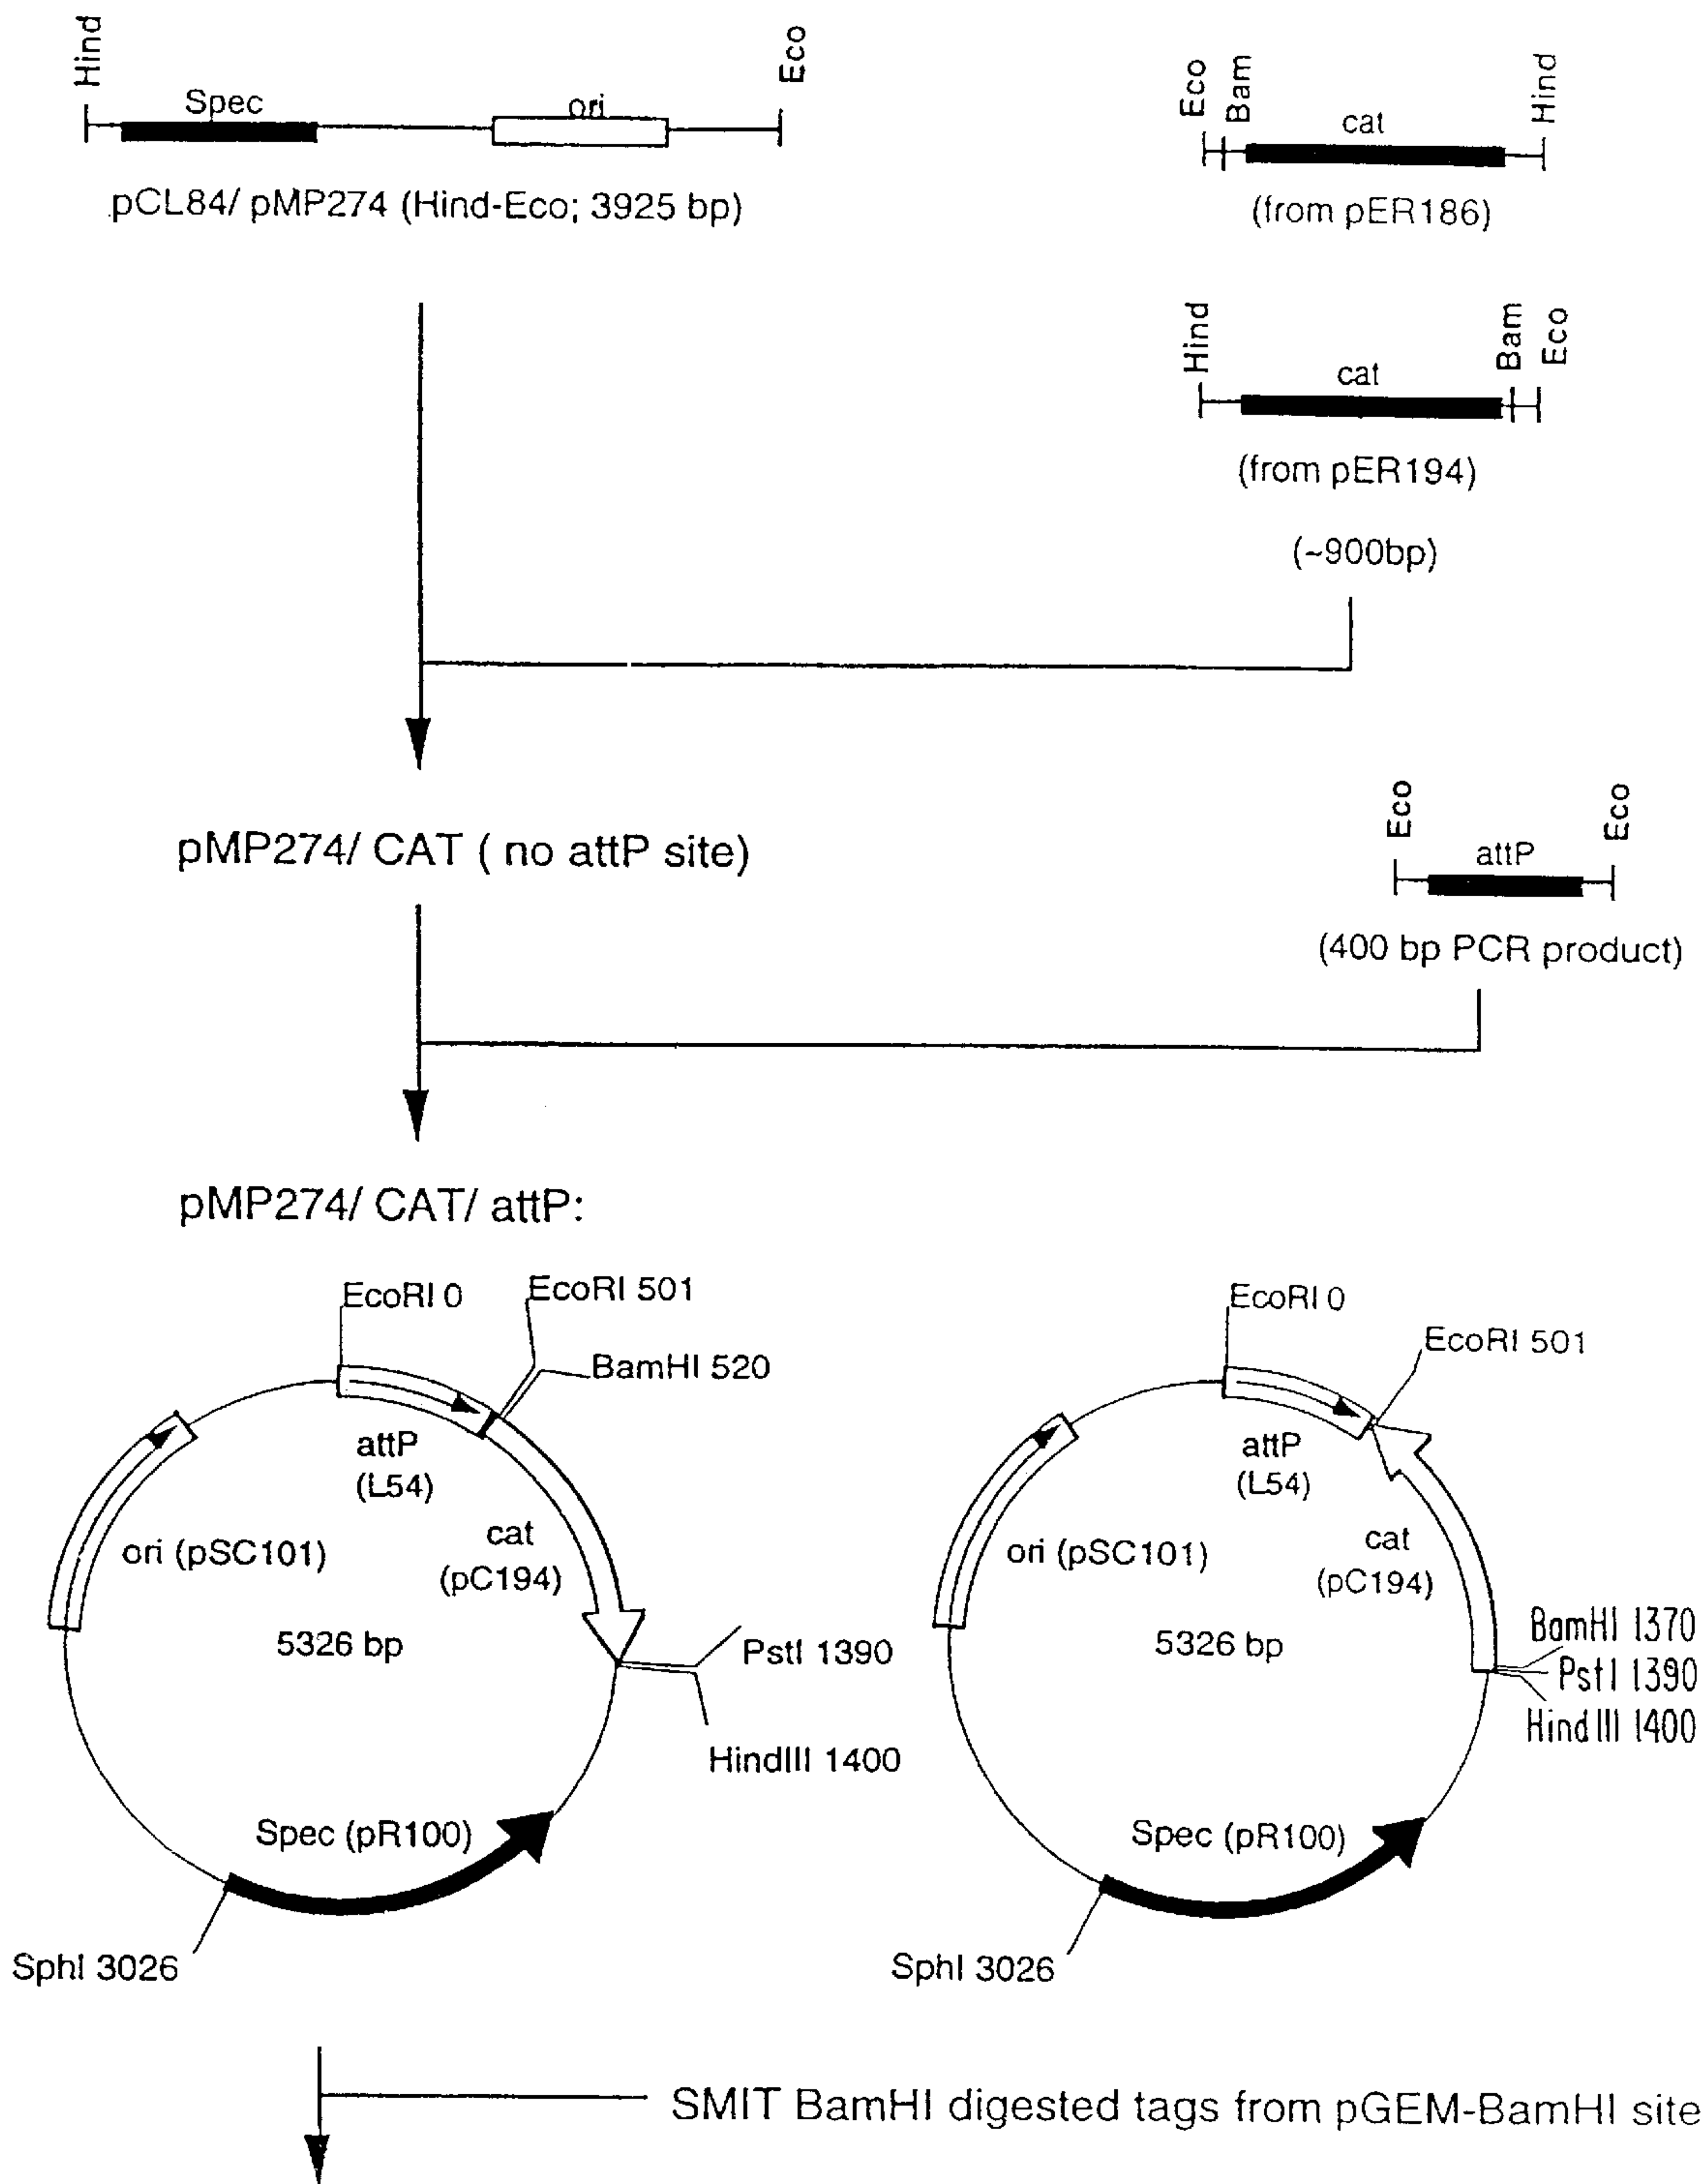 Hind
Spec
ori
Eco
pCL84/ pMP274 (Hind-Eco; 3925 bp)
Eco
Bam
cat
Hind
(from pER186)
Hind
cat
Bam
Eco
(from pER194)
(~900bp)
pMP274/ CAT ( no attP site)
Eco
attP
Eco
(400 bp PCR product)
pMP274/ CAT/ attP:
EcoRI 0
EcoRI 501
BamHI 520
attP
(L54)
cat
(pC194)
ori (pSC101)
5326 bp
PstI 1390
HindIII 1400
Spec (pR100)
SphI 3026
EcoRI 0
EcoRI 501
attP
(L54)
cat
(pC194)
ori (pSC101)
5326 bp
BamHI 1370
PstI 1390
HindIII 1400
Spec (pR100)
SphI 3026
SMIT BamHI digested tags from pGEM-BamHI site